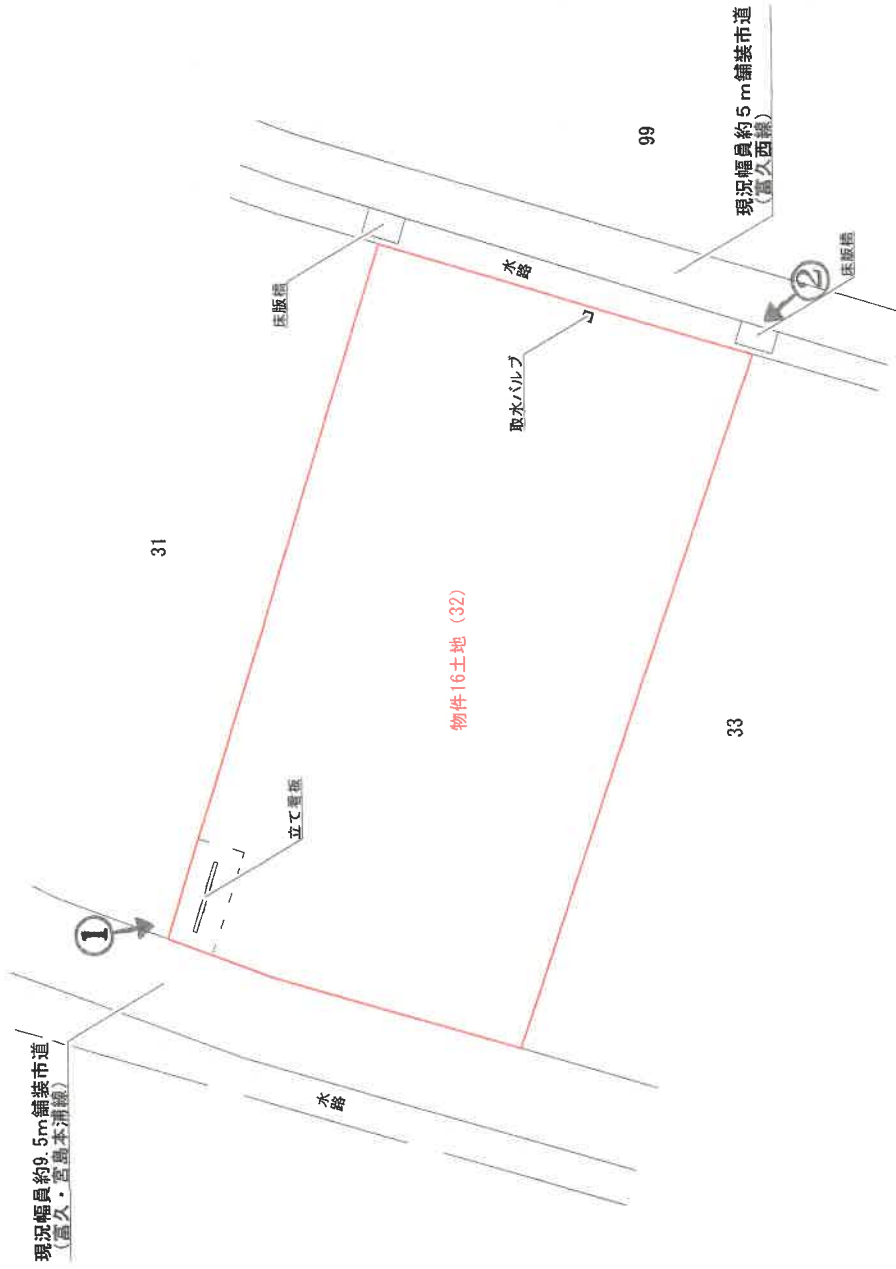 現況幅員約9.5m舗装市道
（富久・宮島本浦線）
①
水路
立て看板
31
物件16土地（32）
33
床版橋
取水バルブ
水路
99
現況幅員約5m舗装市道
（富久西線）
②
床版橋